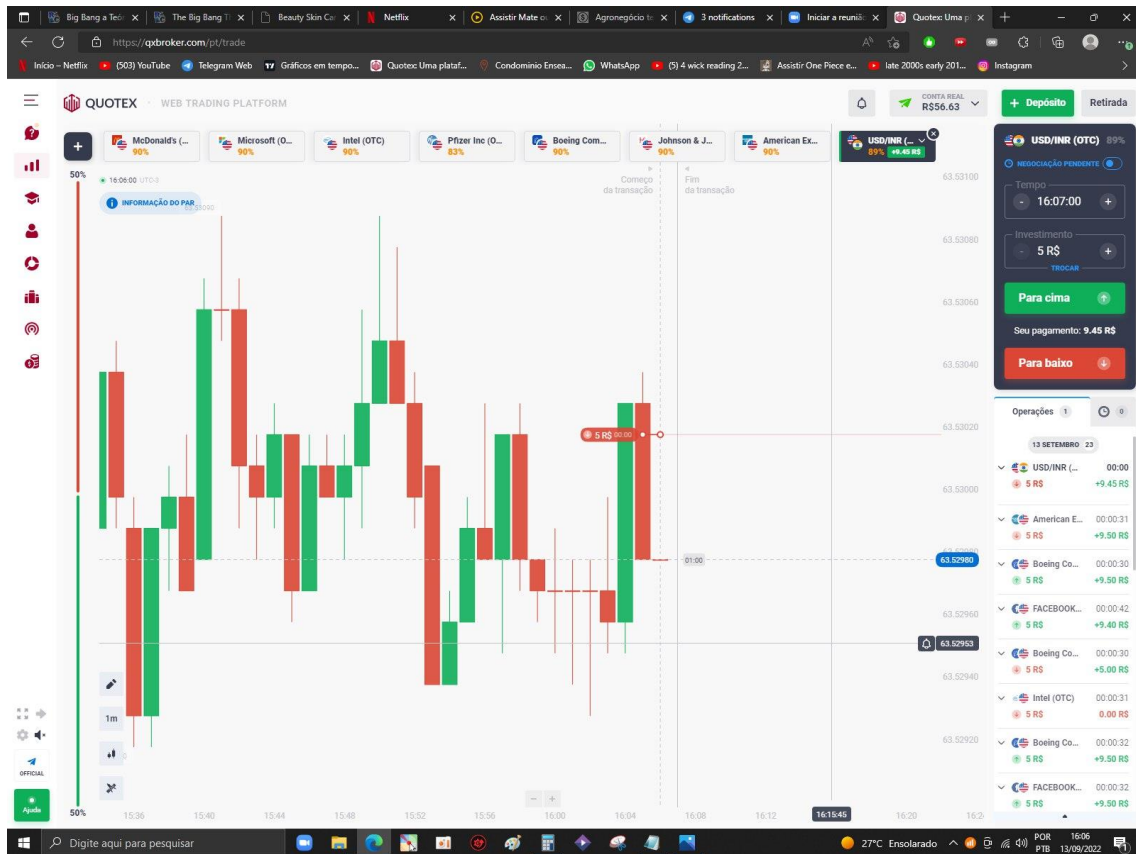 Big Bang a Teór
The Big Bang T
Beauty Skin Car
Netflix
Assistir Mate o
Agronegócio te
3 notifications
Iniciar a reuniã
Quotex: Uma p
https://qxbroker.com/pt/trade
Início – Netflix
(503) YouTube
Telegram Web
Gráficos em tempo...
Quotex: Uma plataf...
Condominio Ensea...
WhatsApp
(5) 4 wick reading 2...
Assistir One Piece e...
late 2000s early 201...
Instagram
QUOTEX · WEB TRADING PLATFORM
CONTA REAL
R$56.63
+ Depósito
Retirada
McDonald's (...
90%
Microsoft (O...
90%
Intel (OTC)
90%
Pfizer Inc (O...
83%
Boeing Com...
90%
Johnson & J...
90%
American Ex...
90%
USD/INR (...
89% +9.45 R$
50%
16:06:00 UTC-3
INFORMAÇÃO DO PAR
Começo
da transação
Fim
da transação
63.53100
63.53080
63.53060
63.53040
63.53020
63.53000
63.52980
63.52960
63.52953
63.52940
63.52920
5 R$ 00:00
01:00
1m
50%
15:36
15:40
15:44
15:48
15:52
15:56
16:00
16:04
16:08
16:12
16:15:45
16:20
16:2
OFFICIAL
Ajuda
USD/INR (OTC) 89%
NEGOCIAÇÃO PENDENTE
Tempo
- 16:07:00 +
Investimento
- 5 R$ +
TROCAR
Para cima
Seu pagamento: 9.45 R$
Para baixo
Operações 1
0
13 SETEMBRO 23
USD/INR (... 00:00
5 R$ +9.45 R$
American E... 00:00:31
5 R$ +9.50 R$
Boeing Co... 00:00:30
5 R$ +9.50 R$
FACEBOOK... 00:00:42
5 R$ +9.40 R$
Boeing Co... 00:00:30
5 R$ +5.00 R$
Intel (OTC) 00:00:31
5 R$ 0.00 R$
Boeing Co... 00:00:32
5 R$ +9.50 R$
FACEBOOK... 00:00:32
5 R$ +9.50 R$
Digite aqui para pesquisar
27°C Ensolarado
POR
PTB
16:06
13/09/2022